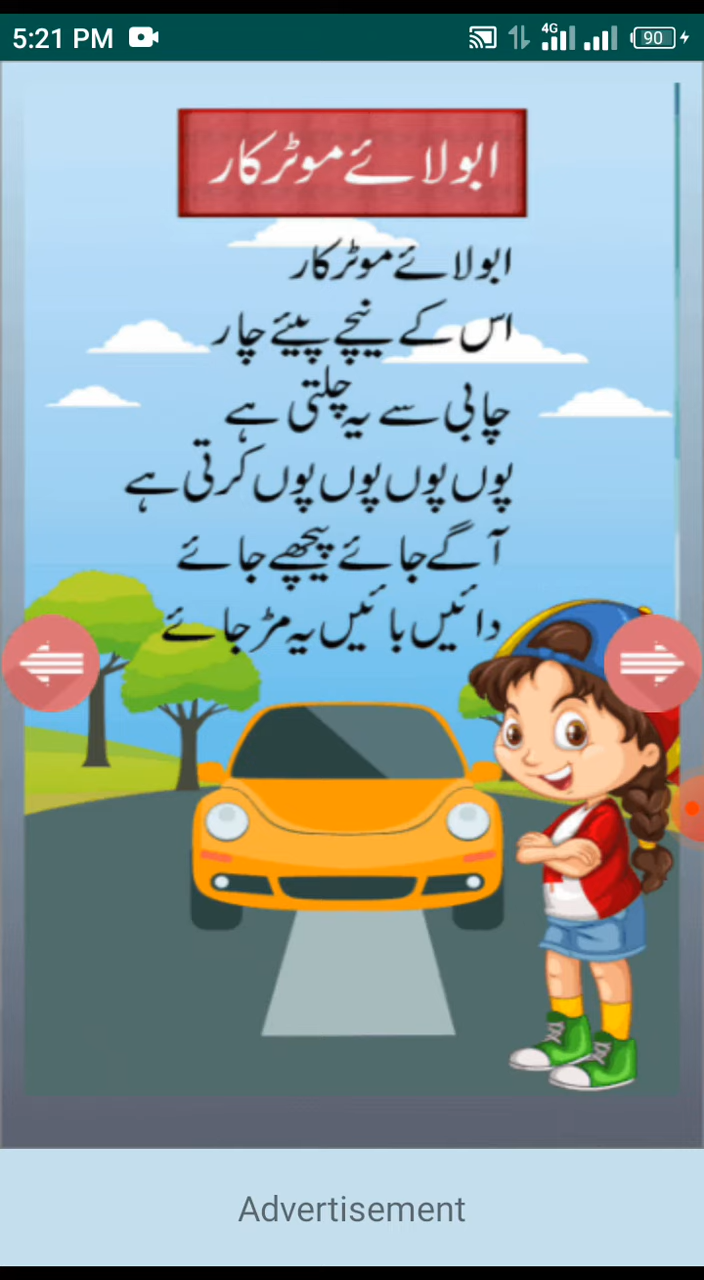 5:21 PM
4G
90
ابو لائے موٹر کار
ابو لائے موٹر کار
اس کے نیچے پیئے چار
چابی سے یہ چلتی ہے
پوں پوں پوں پوں کرتی ہے
آگے جائے پیچھے جائے
دائیں بائیں یہ مڑ جائے
Advertisement